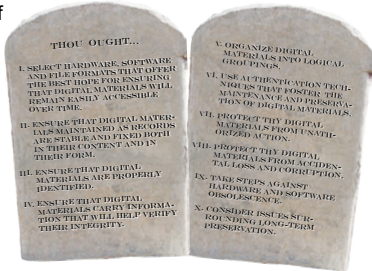 f
THOU OUGHT...
I. SELECT HARDWARE, SOFTWARE
AND FILE FORMATS THAT OFFER
THE BEST HOPE FOR ENSURING
THAT DIGITAL MATERIALS WILL
REMAIN EASILY ACCESSIBLE
OVER TIME.
II. ENSURE THAT DIGITAL MATER-
IALS MAINTAINED AS RECORDS
ARE STABLE AND FIXED BOTH
IN THEIR CONTENT AND IN
THEIR FORM.
III. ENSURE THAT DIGITAL
MATERIALS ARE PROPERLY
IDENTIFIED.
IV. ENSURE THAT DIGITAL
MATERIALS CARRY INFORMA-
TION THAT WILL HELP VERIFY
THEIR INTEGRITY.
V. ORGANIZE DIGITAL
MATERIALS INTO LOGICAL
GROUPINGS.
VI. USE AUTHENTICATION TECH-
NIQUES THAT FOSTER THE
MAINTENANCE AND PRESERVA-
TION OF DIGITAL MATERIALS.
VII. PROTECT THY DIGITAL
MATERIALS FROM UNAUTH-
ORIZED ACTION.
VIII. PROTECT THY DIGITAL
MATERIALS FROM ACCIDEN-
TAL LOSS AND CORRUPTION.
IX. TAKE STEPS AGAINST
HARDWARE AND SOFTWARE
OBSOLESCENCE.
X. CONSIDER ISSUES SUR-
ROUNDING LONG-TERM
PRESERVATION.